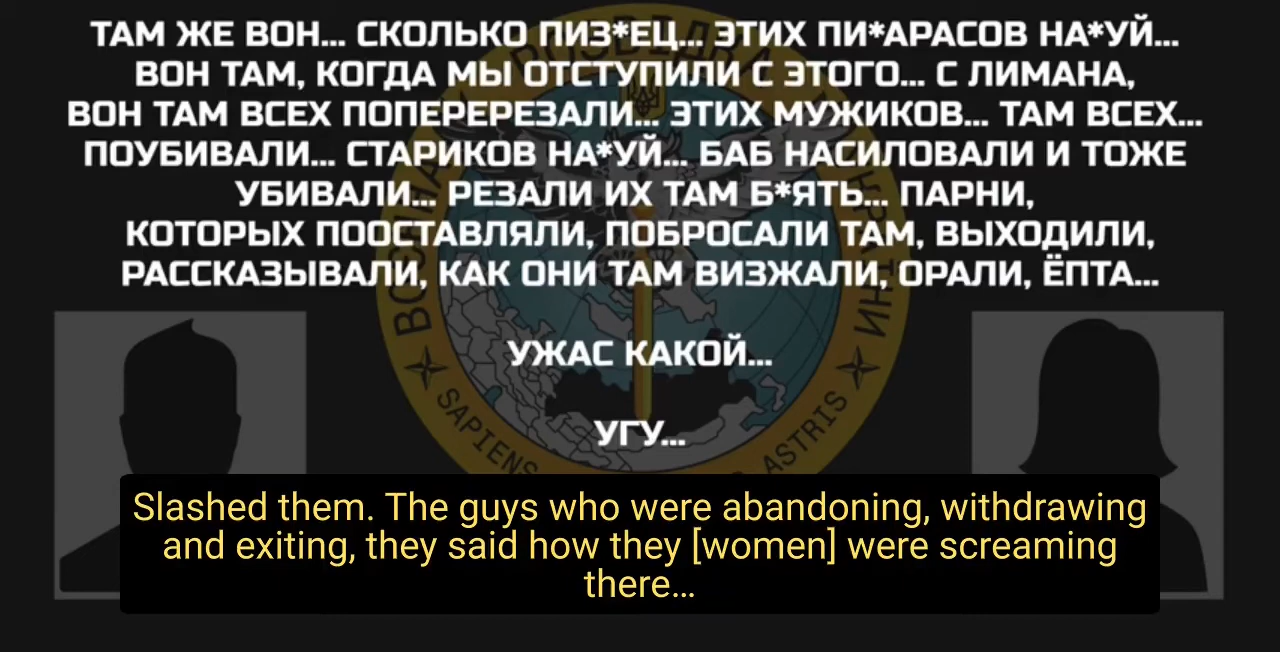 ТАМ ЖЕ ВОН... СКОЛЬКО ПИЗ*ЕЦ... ЭТИХ ПИ*АРАСОВ НА*УЙ...
ВОН ТАМ, КОГДА МЫ ОТСТУПИЛИ С ЭТОГО... С ЛИМАНА,
ВОН ТАМ ВСЕХ ПОПЕРЕРЕЗАЛИ... ЭТИХ МУЖИКОВ... ТАМ ВСЕХ...
ПОУБИВАЛИ... СТАРИКОВ НА*УЙ... БАБ НАСИЛОВАЛИ И ТОЖЕ
УБИВАЛИ... РЕЗАЛИ ИХ ТАМ Б*ЯТЬ... ПАРНИ,
КОТОРЫХ ПООСТАВЛЯЛИ, ПОБРОСАЛИ ТАМ, ВЫХОДИЛИ,
РАССКАЗЫВАЛИ, КАК ОНИ ТАМ ВИЗЖАЛИ, ОРАЛИ, ЁПТА...
УЖАС КАКОЙ...
УГУ...
SAPIENS
ASTRIS
Slashed them. The guys who were abandoning, withdrawing
and exiting, they said how they [women] were screaming
there...